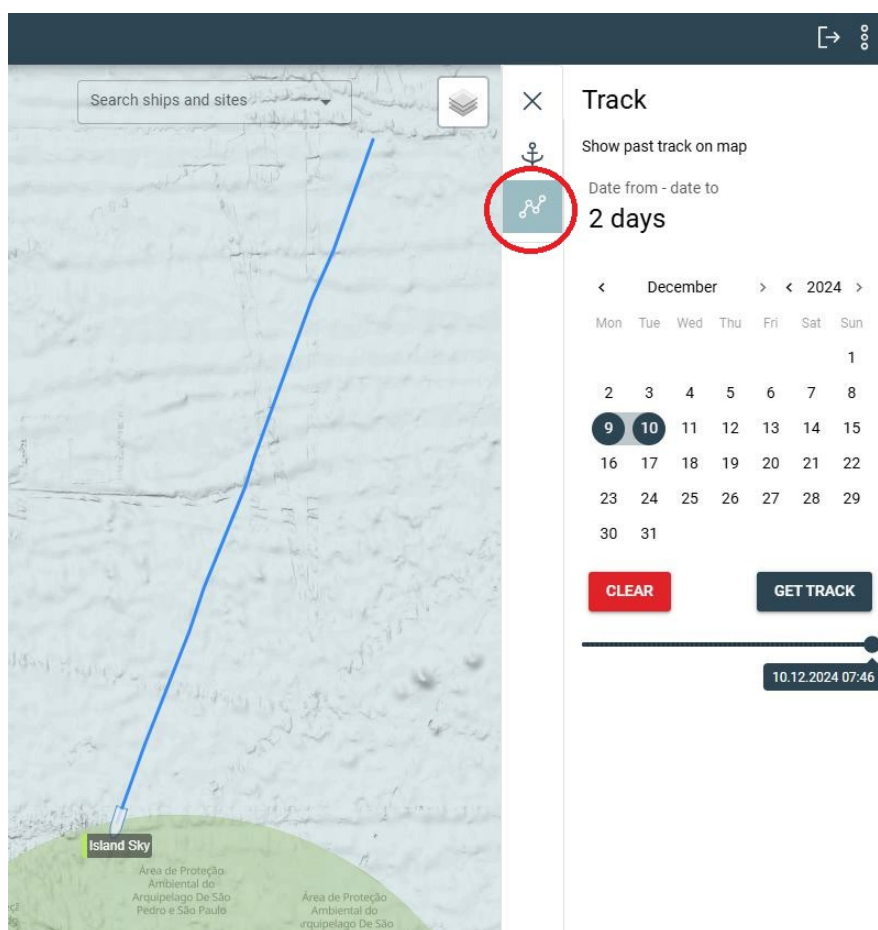 Search ships and sites
Track
Show past track on map
Date from - date to
2 days
December 2024
Mon Tue Wed Thu Fri Sat Sun
1
2 3 4 5 6 7 8
9 10 11 12 13 14 15
16 17 18 19 20 21 22
23 24 25 26 27 28 29
30 31
CLEAR GET TRACK
10.12.2024 07:46
Island Sky
Área de Proteção
Ambiental do
Arquipelago De São
Pedro e São Paulo
Área de Proteção
Ambiental do
rquipelago De São